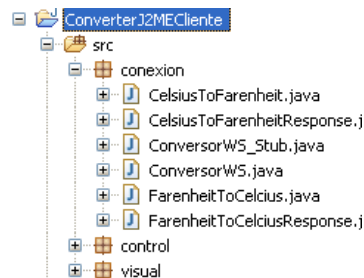 ConverterJ2MECliente
src
conexion
CelsiusToFarenheit.java
CelsiusToFarenheitResponse.j
ConversorWS_Stub.java
ConversorWS.java
FarenheitToCelcius.java
FarenheitToCelciusResponse.j
control
visual